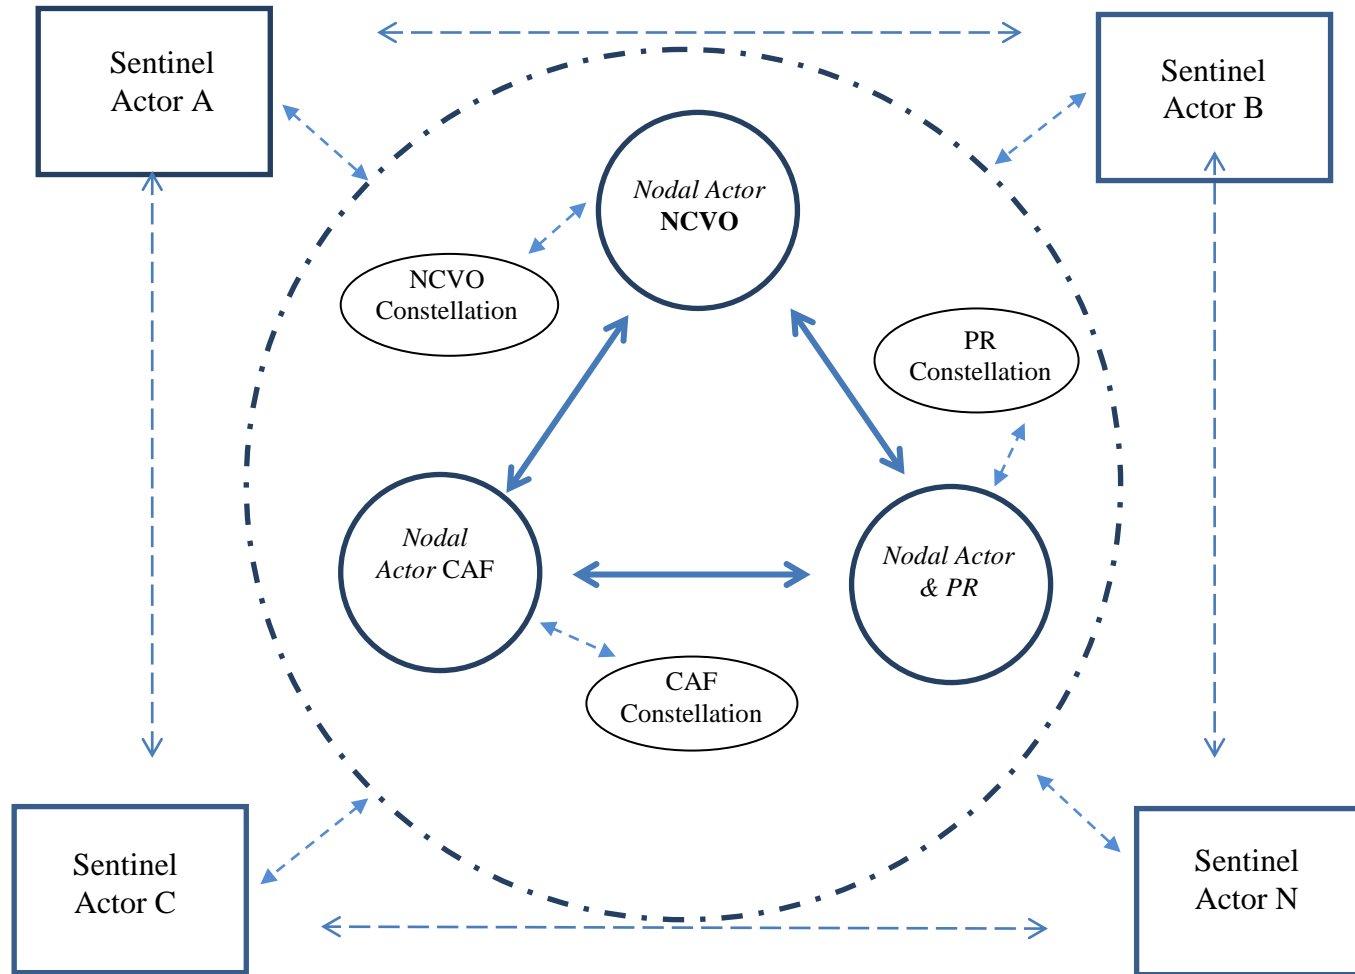 Sentinel
Actor A
Sentinel
Actor B
Nodal Actor
NCVO
NCVO
Constellation
PR
Constellation
Nodal
Actor CAF
Nodal Actor
& PR
CAF
Constellation
Sentinel
Actor C
Sentinel
Actor N